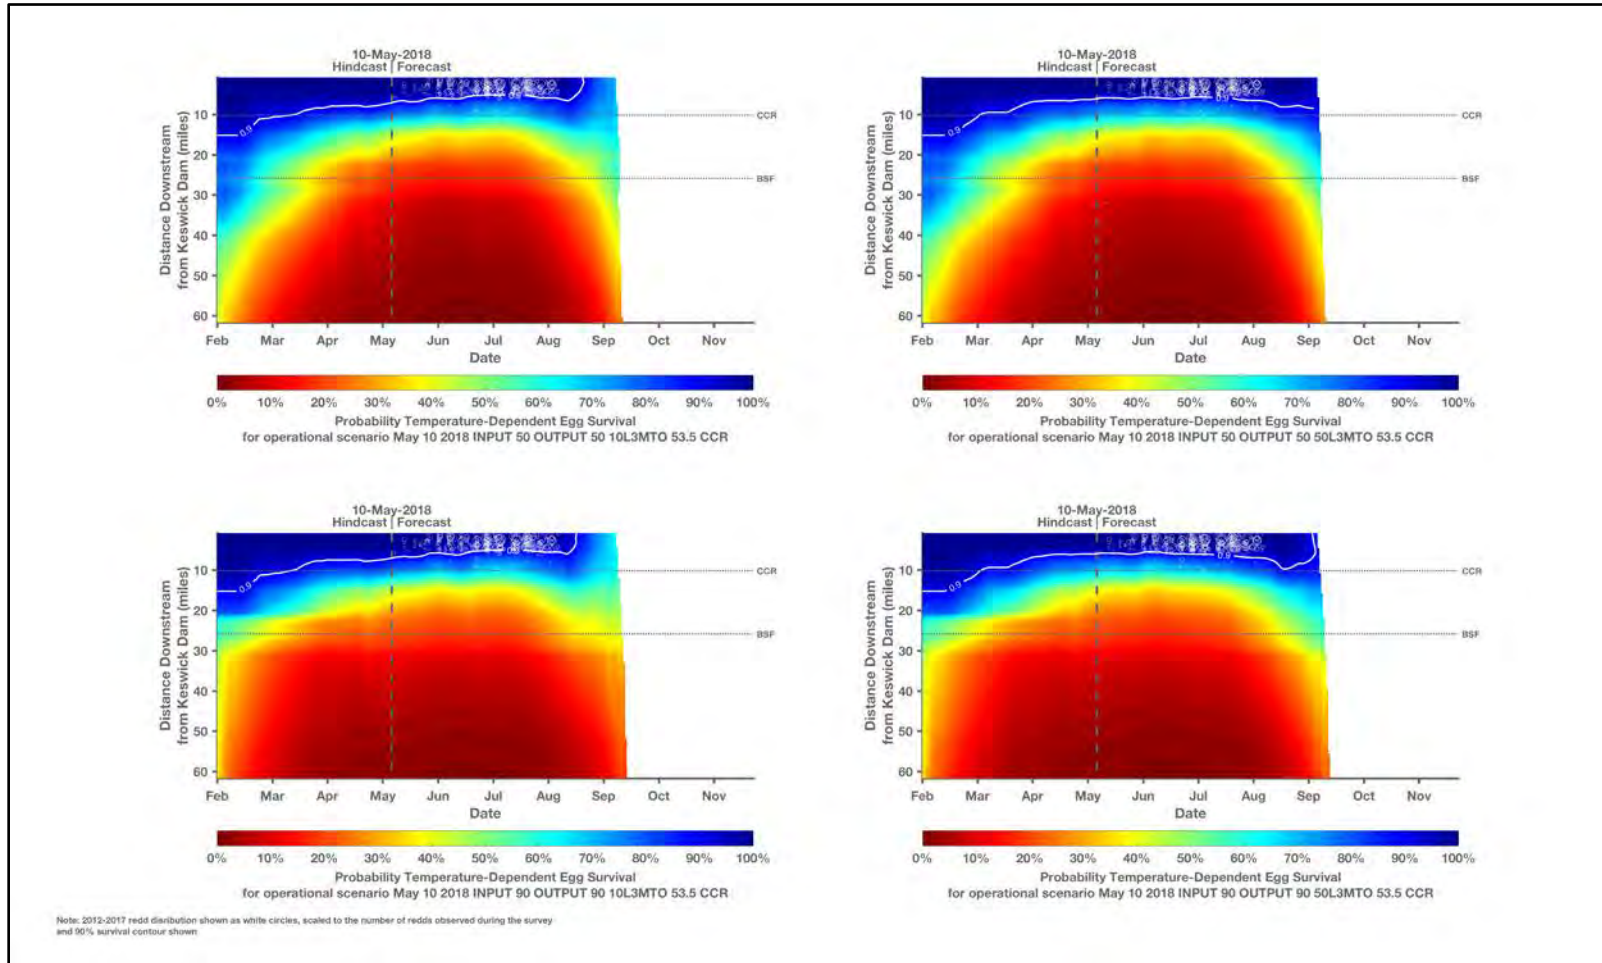 10-May-2018
Hindcast | Forecast
Distance Downstream
from Keswick Dam (miles)
10
20
30
40
50
60
0.9
0.9
CCR
BSF
Feb Mar Apr May Jun Jul Aug Sep Oct Nov
Date
0% 10% 20% 30% 40% 50% 60% 70% 80% 90% 100%
Probability Temperature-Dependent Egg Survival
for operational scenario May 10 2018 INPUT 50 OUTPUT 50 10L3MTO 53.5 CCR
10-May-2018
Hindcast | Forecast
Distance Downstream
from Keswick Dam (miles)
10
20
30
40
50
60
0.9
0.9
CCR
BSF
Feb Mar Apr May Jun Jul Aug Sep Oct Nov
Date
0% 10% 20% 30% 40% 50% 60% 70% 80% 90% 100%
Probability Temperature-Dependent Egg Survival
for operational scenario May 10 2018 INPUT 50 OUTPUT 50 50L3MTO 53.5 CCR
10-May-2018
Hindcast | Forecast
Distance Downstream
from Keswick Dam (miles)
10
20
30
40
50
60
0.9
0.9
CCR
BSF
Feb Mar Apr May Jun Jul Aug Sep Oct Nov
Date
0% 10% 20% 30% 40% 50% 60% 70% 80% 90% 100%
Probability Temperature-Dependent Egg Survival
for operational scenario May 10 2018 INPUT 90 OUTPUT 90 10L3MTO 53.5 CCR
10-May-2018
Hindcast | Forecast
Distance Downstream
from Keswick Dam (miles)
10
20
30
40
50
60
0.9
0.9
CCR
BSF
Feb Mar Apr May Jun Jul Aug Sep Oct Nov
Date
0% 10% 20% 30% 40% 50% 60% 70% 80% 90% 100%
Probability Temperature-Dependent Egg Survival
for operational scenario May 10 2018 INPUT 90 OUTPUT 90 50L3MTO 53.5 CCR
Note: 2012-2017 redd disribution shown as white circles, scaled to the number of redds observed during the survey
and 90% survival contour shown